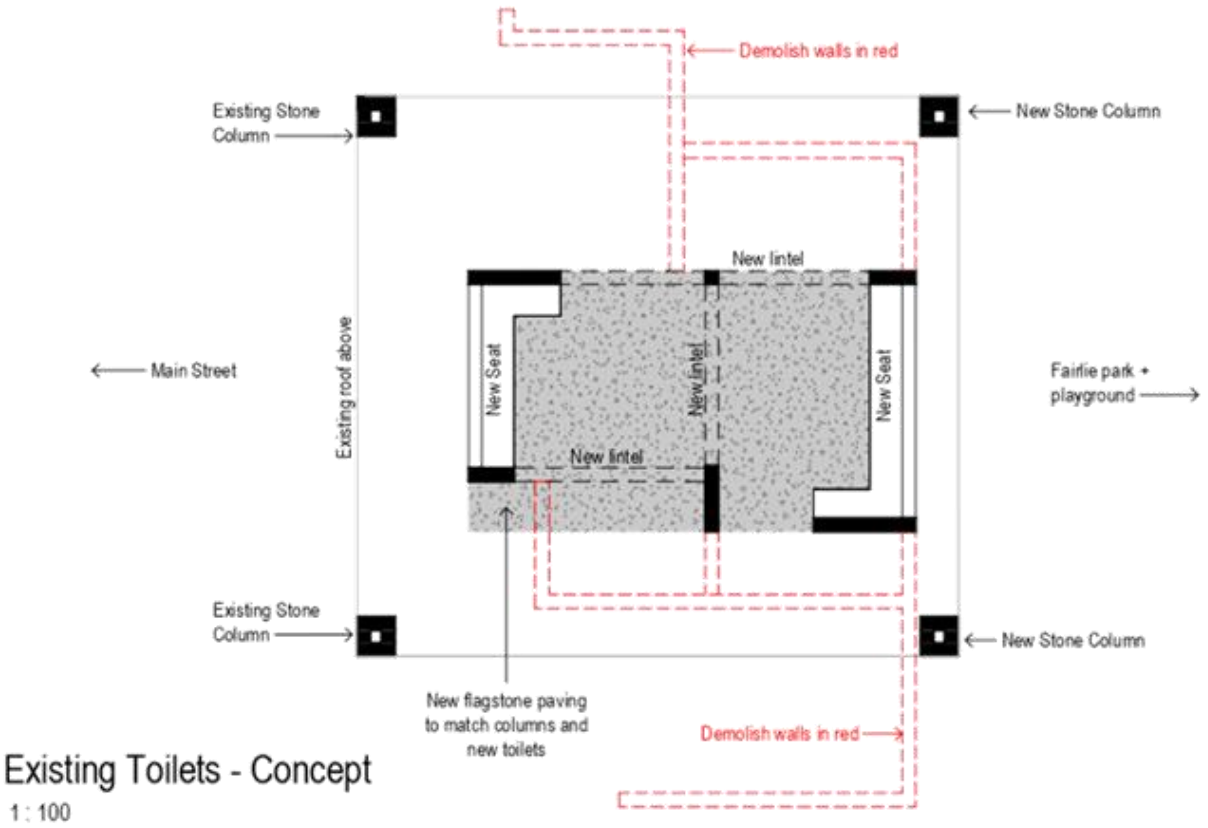 Demolish walls in red
Existing Stone
Column
New Stone Column
New lintel
Main Street
Existing roof above
New Seat
New lintel
New Seat
Fairlie park +
playground
New lintel
Existing Stone
Column
New Stone Column
New flagstone paving
to match columns and
new toilets
Demolish walls in red
Existing Toilets - Concept
1 : 100